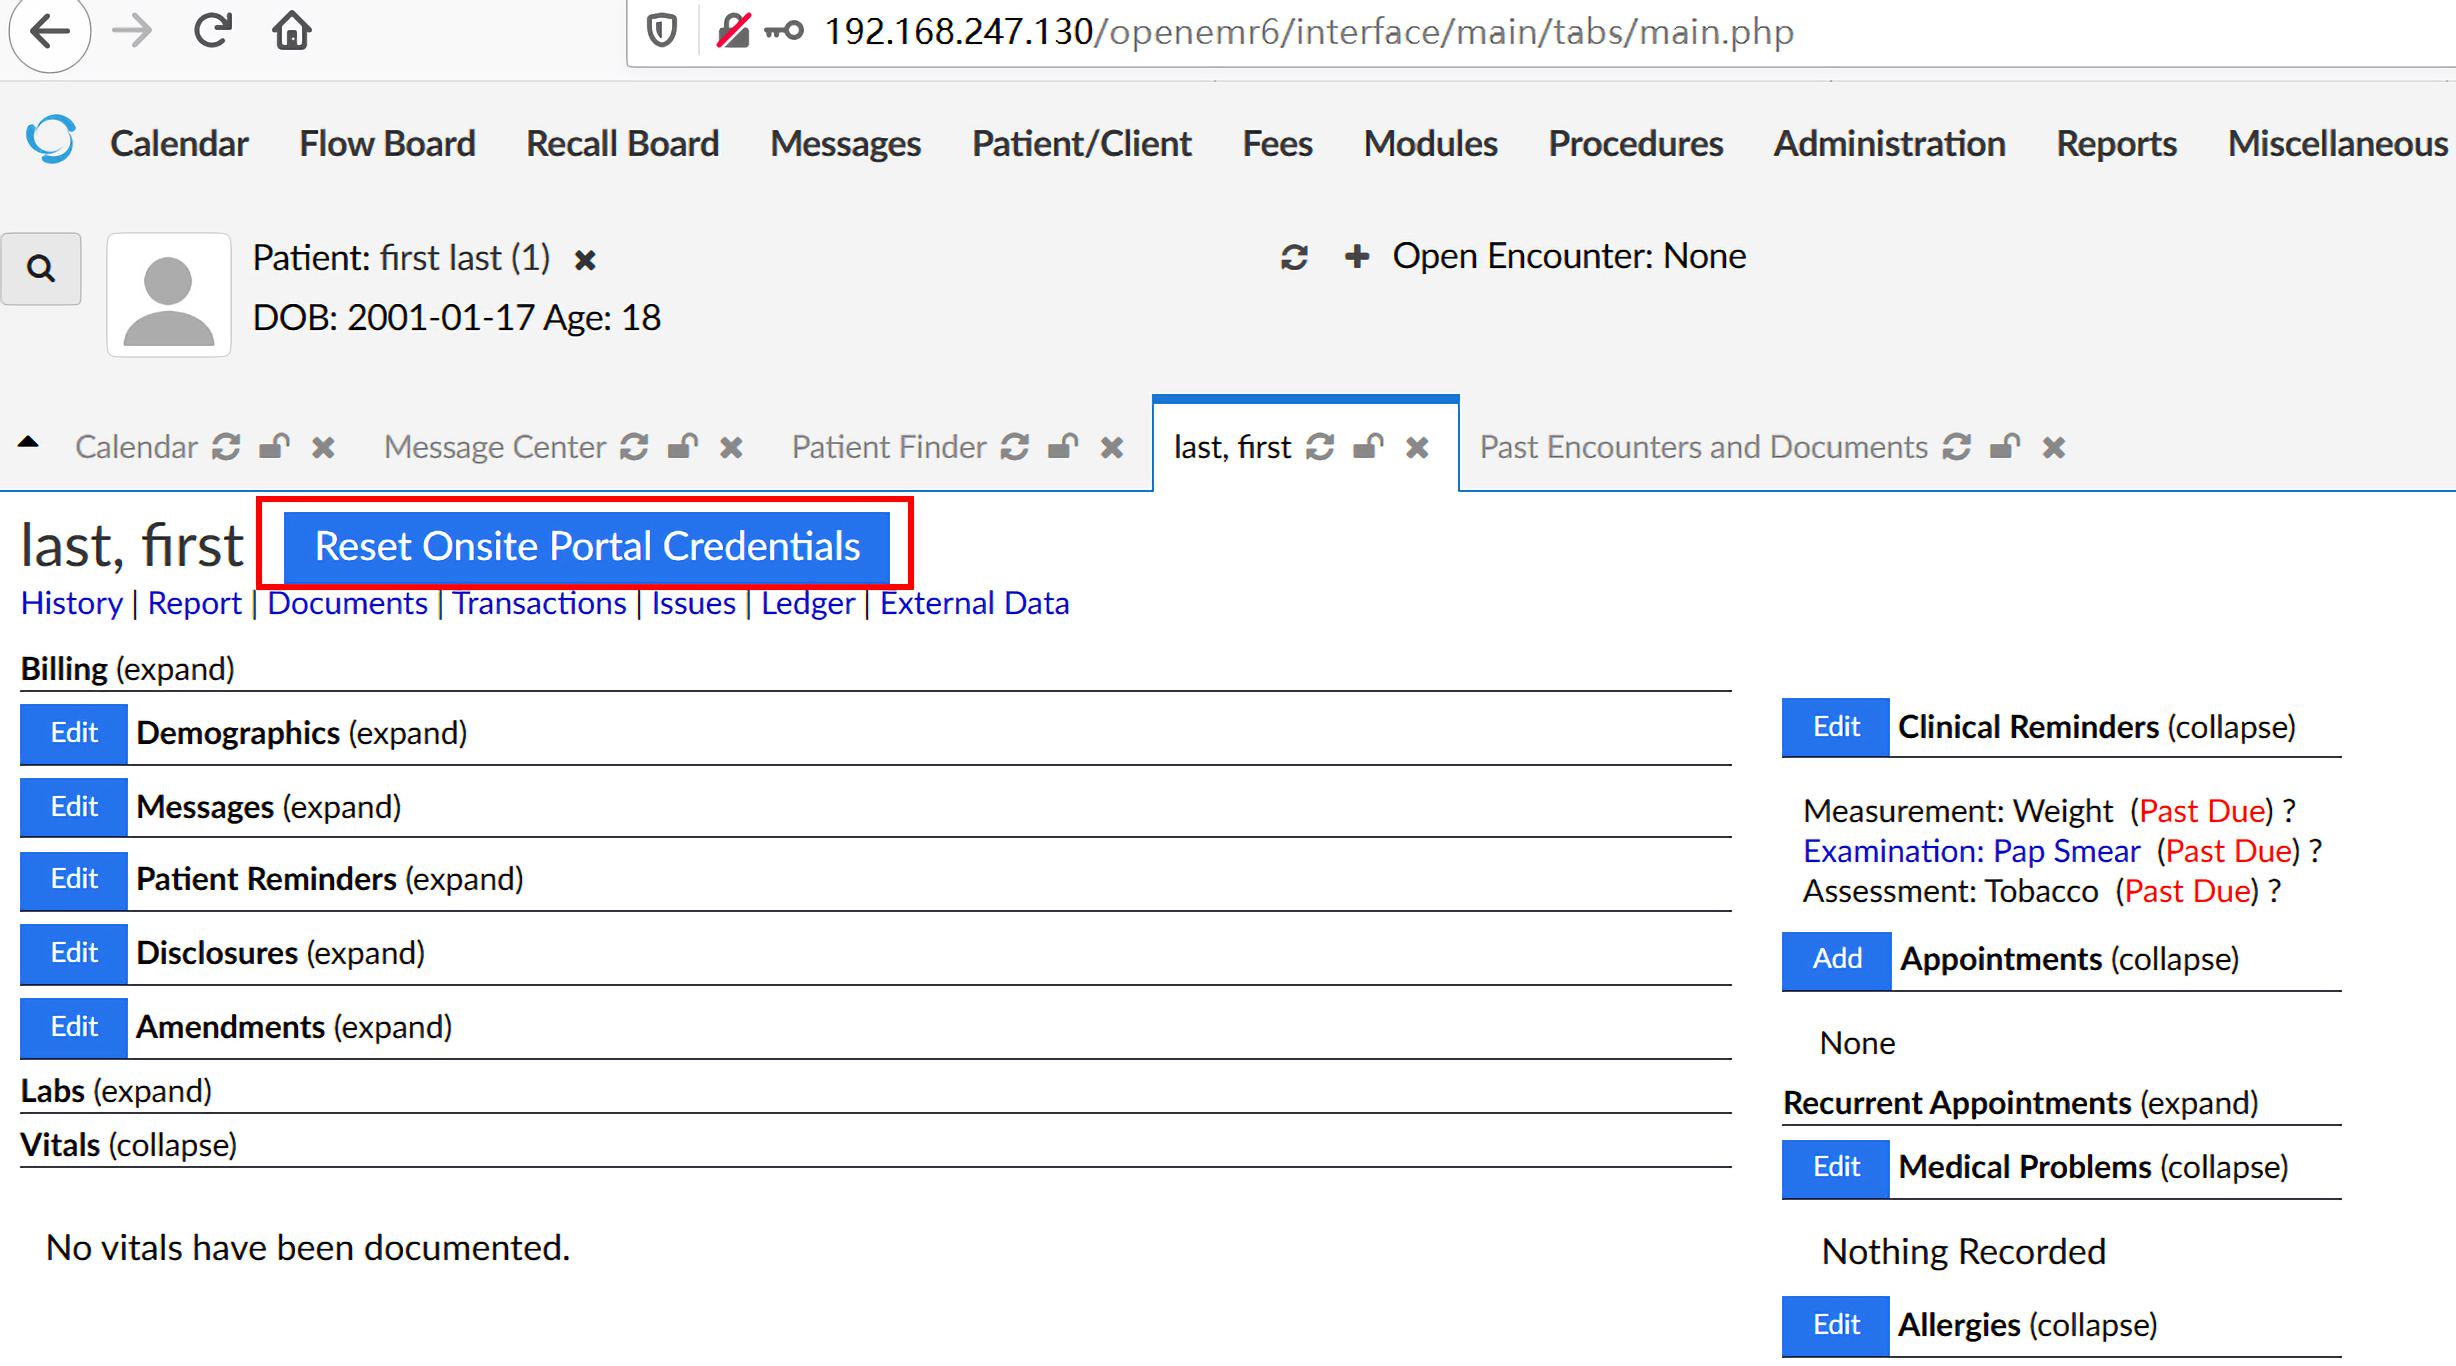 192.168.247.130/openemr6/interface/main/tabs/main.php
Calendar Flow Board Recall Board Messages Patient/Client Fees Modules Procedures Administration Reports Miscellaneous
Patient: first last (1) Open Encounter: None
DOB: 2001-01-17 Age: 18
Calendar Message Center Patient Finder last, first Past Encounters and Documents
last, first Reset Onsite Portal Credentials
History | Report | Documents | Transactions | Issues | Ledger | External Data
Billing (expand)
Edit Demographics (expand)
Edit Messages (expand)
Edit Patient Reminders (expand)
Edit Disclosures (expand)
Edit Amendments (expand)
Labs (expand)
Vitals (collapse)
No vitals have been documented.
Edit Clinical Reminders (collapse)
Measurement: Weight (Past Due) ?
Examination: Pap Smear (Past Due) ?
Assessment: Tobacco (Past Due) ?
Add Appointments (collapse)
None
Recurrent Appointments (expand)
Edit Medical Problems (collapse)
Nothing Recorded
Edit Allergies (collapse)